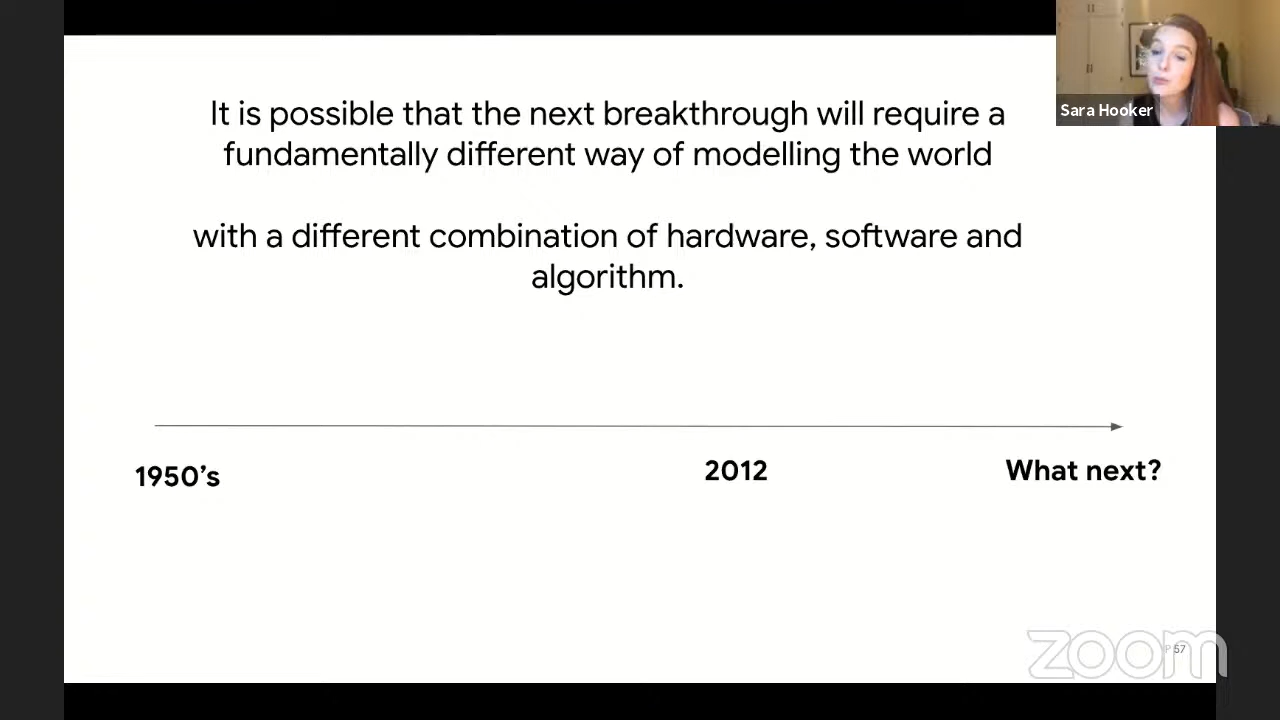 It is possible that the next breakthrough will require a
fundamentally different way of modelling the world
with a different combination of hardware, software and
algorithm.
1950's
2012
What next?
Sara Hooker
zoom
P 57